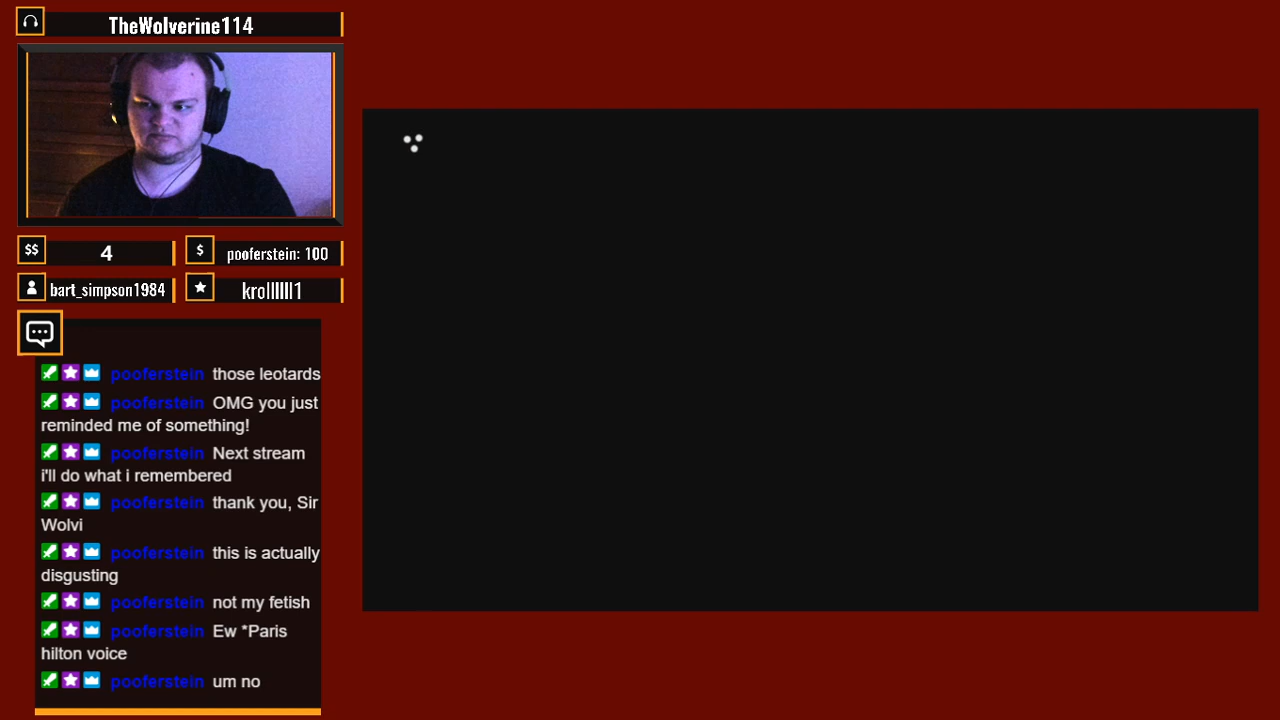 TheWolverine114
$$
4
$
pooferstein: 100
bart_simpson1984
krollllll1
pooferstein those leotards
pooferstein OMG you just
reminded me of something!
pooferstein Next stream
i'll do what i remembered
pooferstein thank you, Sir
Wolvi
pooferstein this is actually
disgusting
pooferstein not my fetish
pooferstein Ew *Paris
hilton voice
pooferstein um no